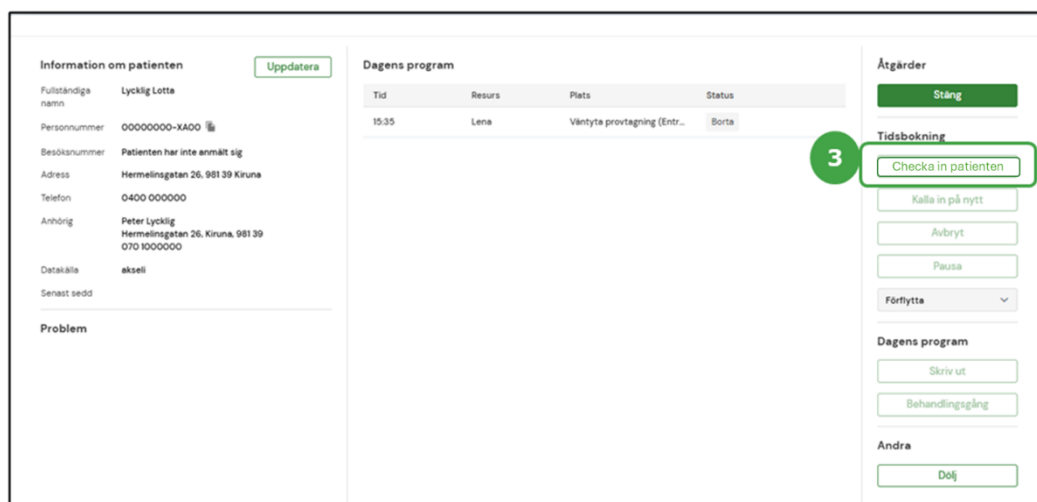 Information om patienten
Uppdatera
Fullständiga namn
Lycklig Lotta
Personnummer
00000000-XA00
Besöksnummer
Patienten har inte anmält sig
Adress
Hermelinsgatan 26, 981 39 Kiruna
Telefon
0400 000000
Anhörig
Peter Lycklig
Hermelinsgatan 26, Kiruna, 981 39
070 1000000
Datakälla
akseli
Senast sedd
Problem
Dagens program
Tid Resurs Plats Status
15:35 Lena Väntyta provtagning (Entr... Borta
Åtgärder
Stäng
Tidsbokning
3
Checka in patienten
Kalla in på nytt
Avbryt
Pausa
Förflytta
Dagens program
Skriv ut
Behandlingsgång
Andra
Dölj